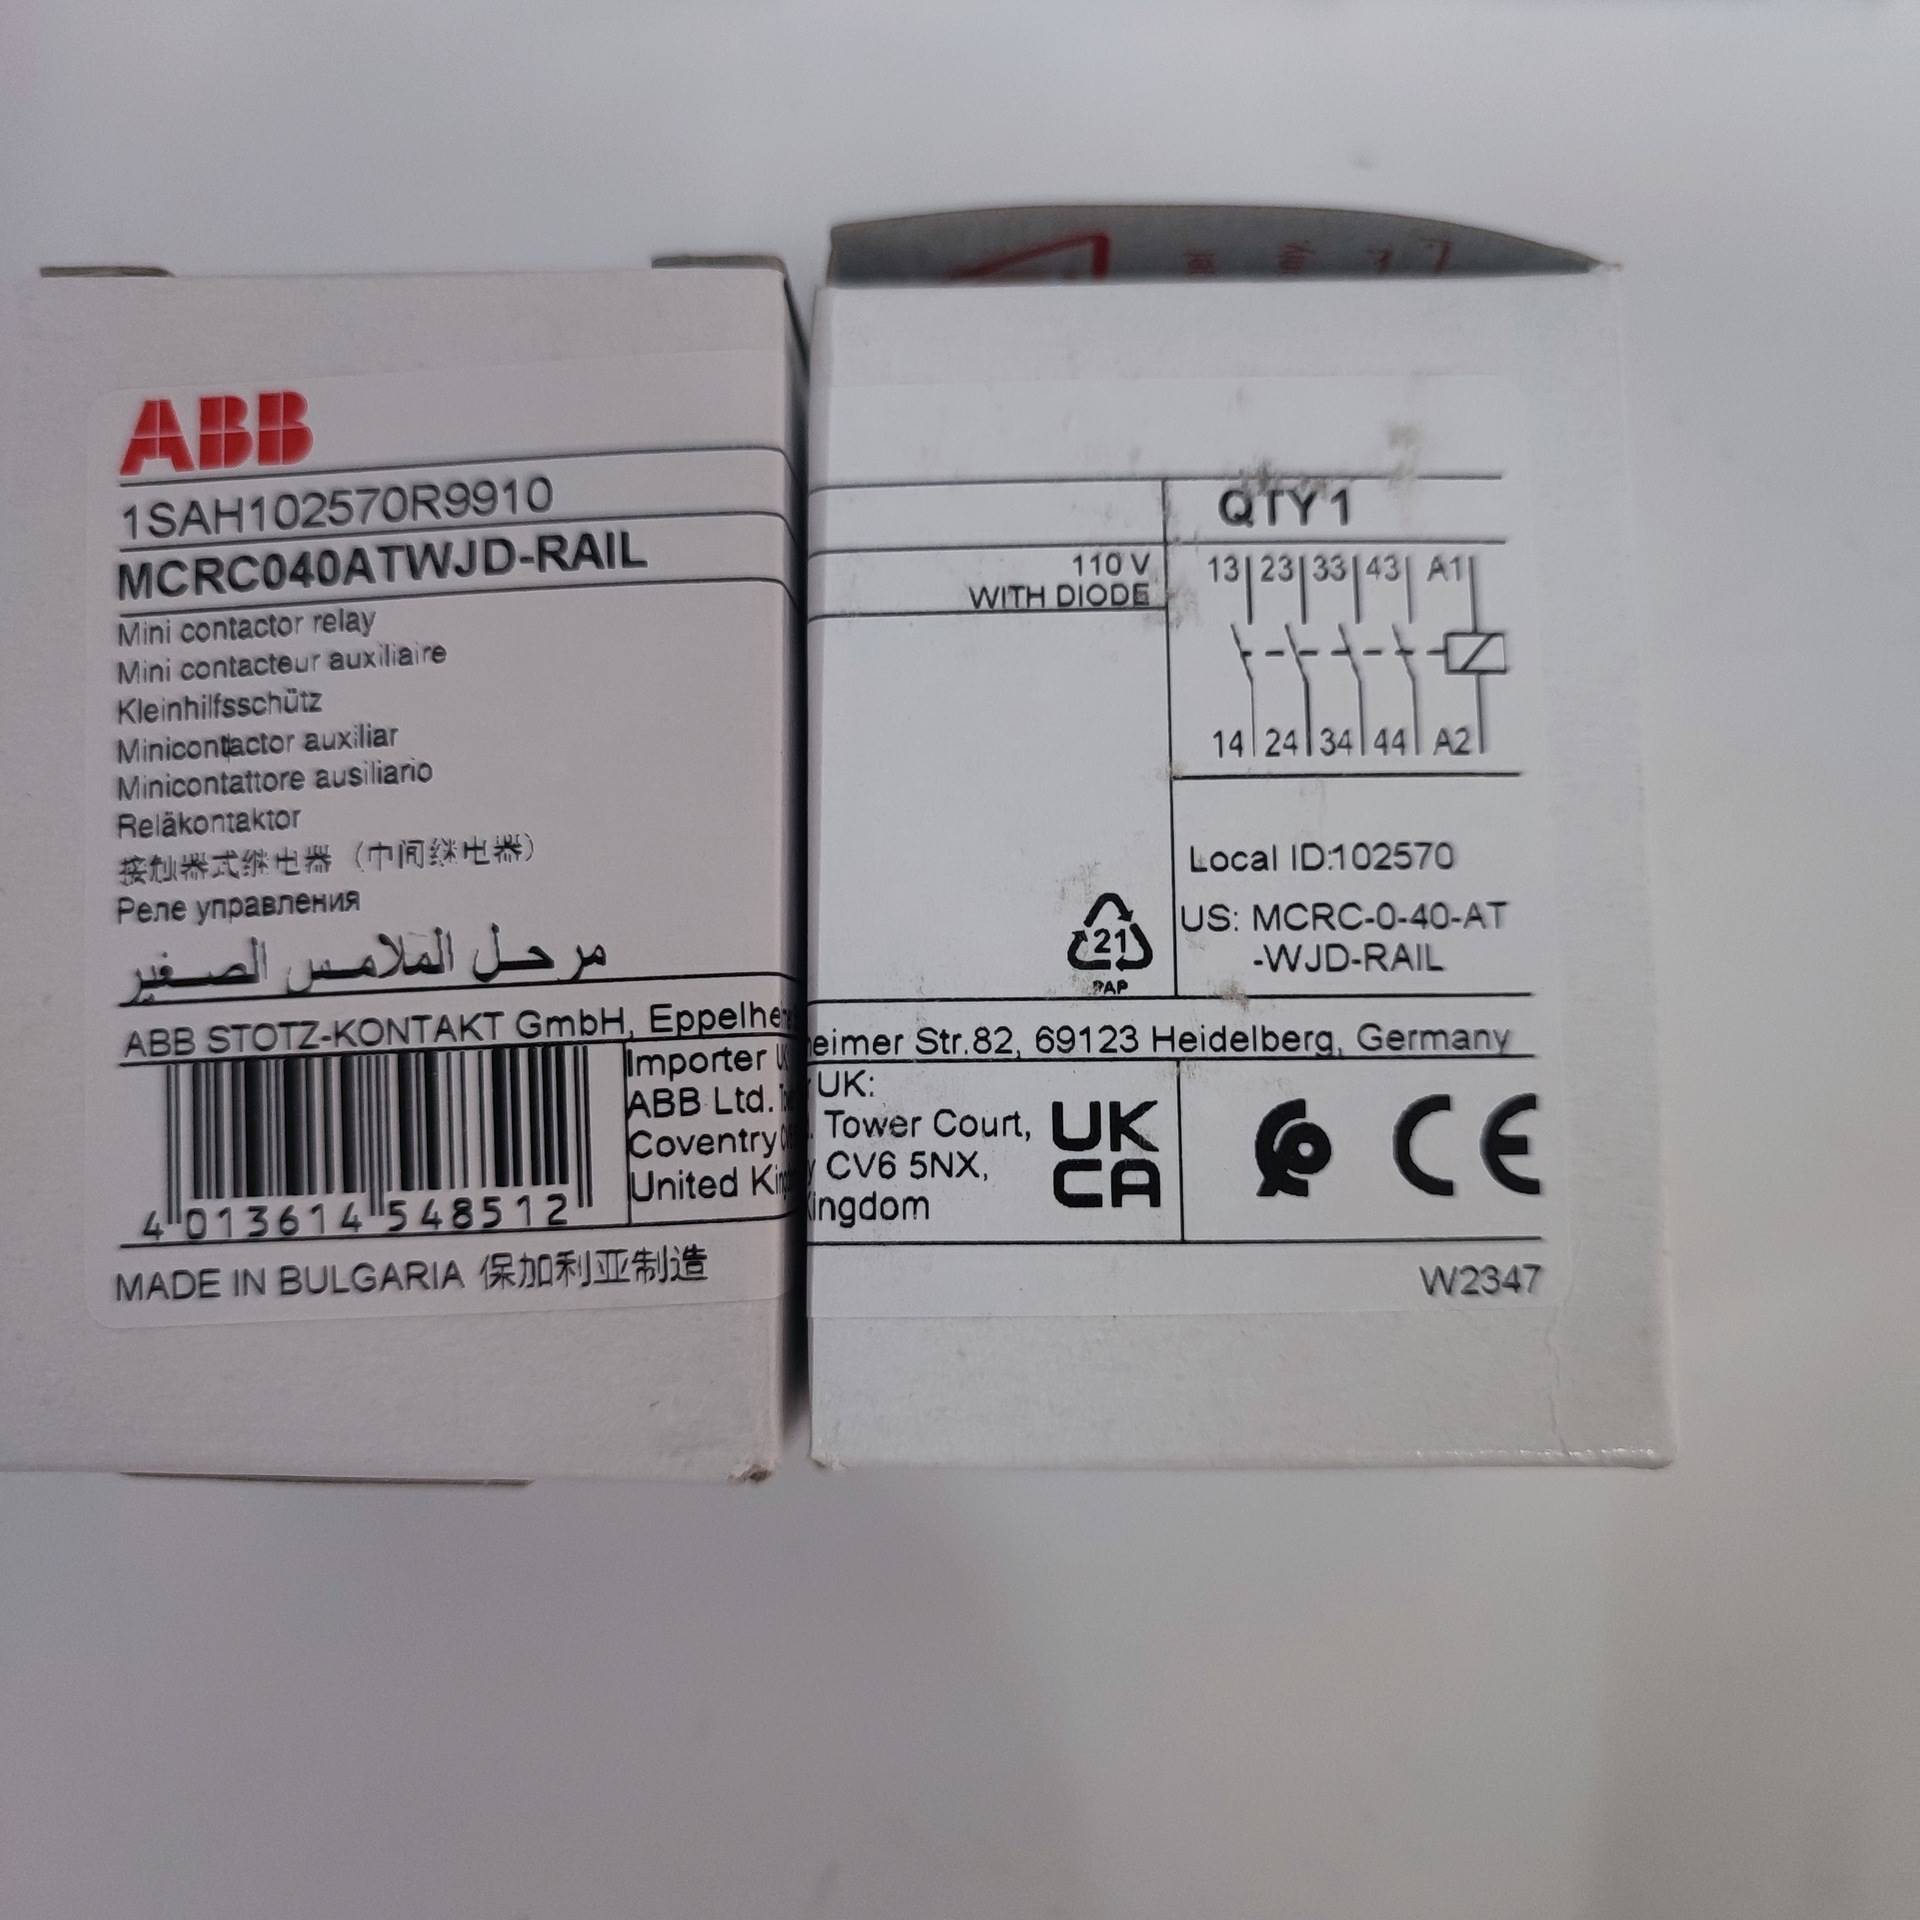 ABB
1SAH102570R9910
MCRC040ATWJD-RAIL
Mini contactor relay
Mini contacteur auxiliaire
Kleinhilfsschütz
Minicontactor auxiliar
Minicontattore ausiliario
Reläkontaktor
接触器式继电器（中间继电器）
Реле управления
مرحل الملامس الصغير
ABB STOTZ-KONTAKT GmbH, Eppelhe
Importer
ABB Ltd.
Coventry
United Kin
4 013614 548512
MADE IN BULGARIA 保加利亚制造
QTY 1
110 V
WITH DIODE
13 23 33 43 A1
14 24 34 44 A2
Local ID:102570
US: MCRC-0-40-AT
-WJD-RAIL
21
PAP
eimer Str.82, 69123 Heidelberg, Germany
UK:
Tower Court,
CV6 5NX,
ingdom
UK
CA
CE
W2347